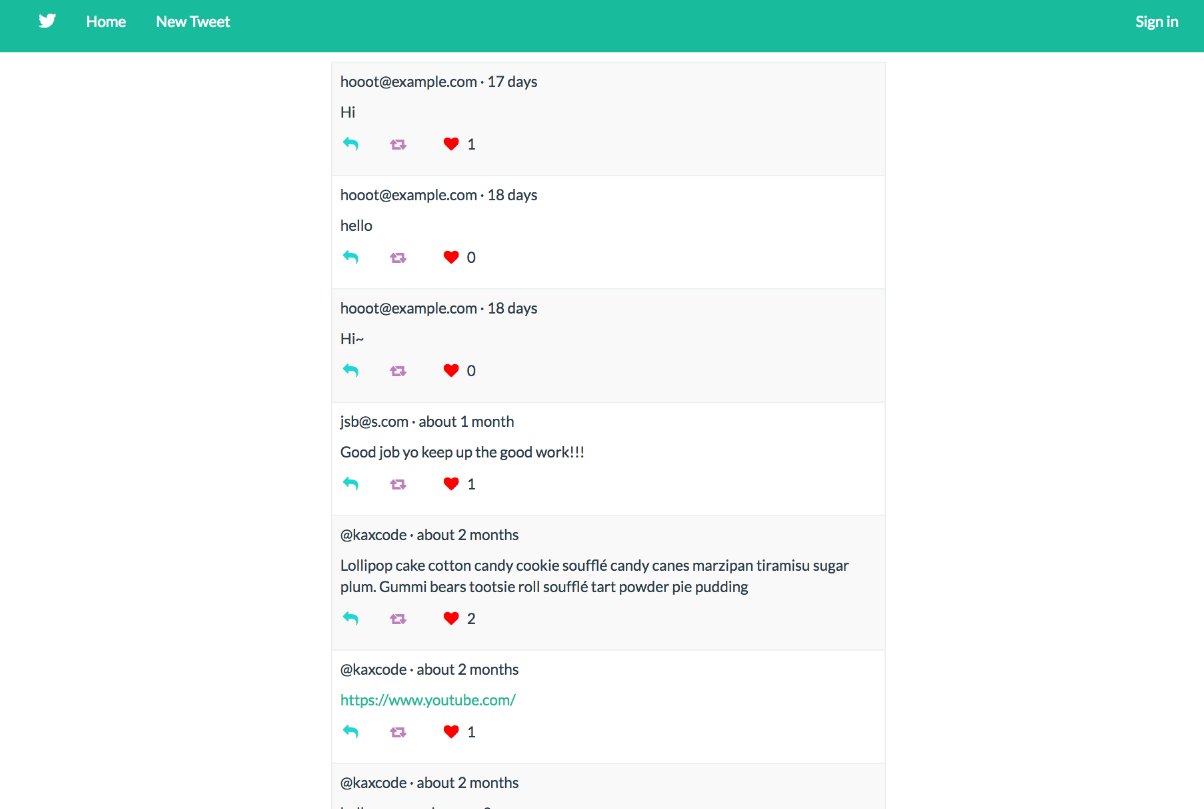 Home New Tweet Sign in
hooot@example.com · 17 days
Hi
1
hooot@example.com · 18 days
hello
0
hooot@example.com · 18 days
Hi~
0
jsb@s.com · about 1 month
Good job yo keep up the good work!!!
1
@kaxcode · about 2 months
Lollipop cake cotton candy cookie soufflé candy canes marzipan tiramisu sugar
plum. Gummi bears tootsie roll soufflé tart powder pie pudding
2
@kaxcode · about 2 months
https://www.youtube.com/
1
@kaxcode · about 2 months